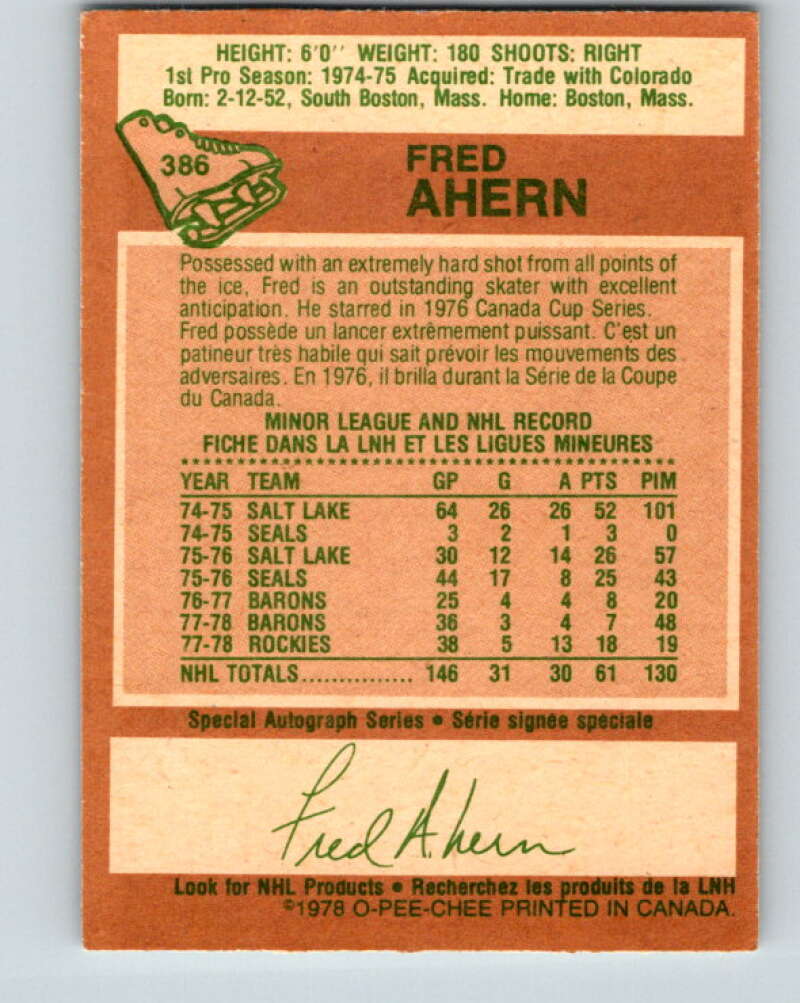 HEIGHT: 6'0'' WEIGHT: 180 SHOOTS: RIGHT
1st Pro Season: 1974-75 Acquired: Trade with Colorado
Born: 2-12-52, South Boston, Mass. Home: Boston, Mass.
386
FRED
AHERN
Possessed with an extremely hard shot from all points of
the ice, Fred is an outstanding skater with excellent
anticipation. He starred in 1976 Canada Cup Series.
Fred possède un lancer extrêmement puissant. C'est un
patineur très habile qui sait prévoir les mouvements des
adversaires. En 1976, il brilla durant la Série de la Coupe
du Canada.
MINOR LEAGUE AND NHL RECORD
FICHE DANS LA LNH ET LES LIGUES MINEURES
YEAR TEAM GP G A PTS PIM
74-75 SALT LAKE 64 26 26 52 101
74-75 SEALS 3 2 1 3 0
75-76 SALT LAKE 30 12 14 26 57
75-76 SEALS 44 17 8 25 43
76-77 BARONS 25 4 4 8 20
77-78 BARONS 36 3 4 7 48
77-78 ROCKIES 38 5 13 18 19
NHL TOTALS............... 146 31 30 61 130
Special Autograph Series • Série signée spéciale
Fred Ahern
Look for NHL Products • Recherchez les produits de la LNH
©1978 O-PEE-CHEE PRINTED IN CANADA.